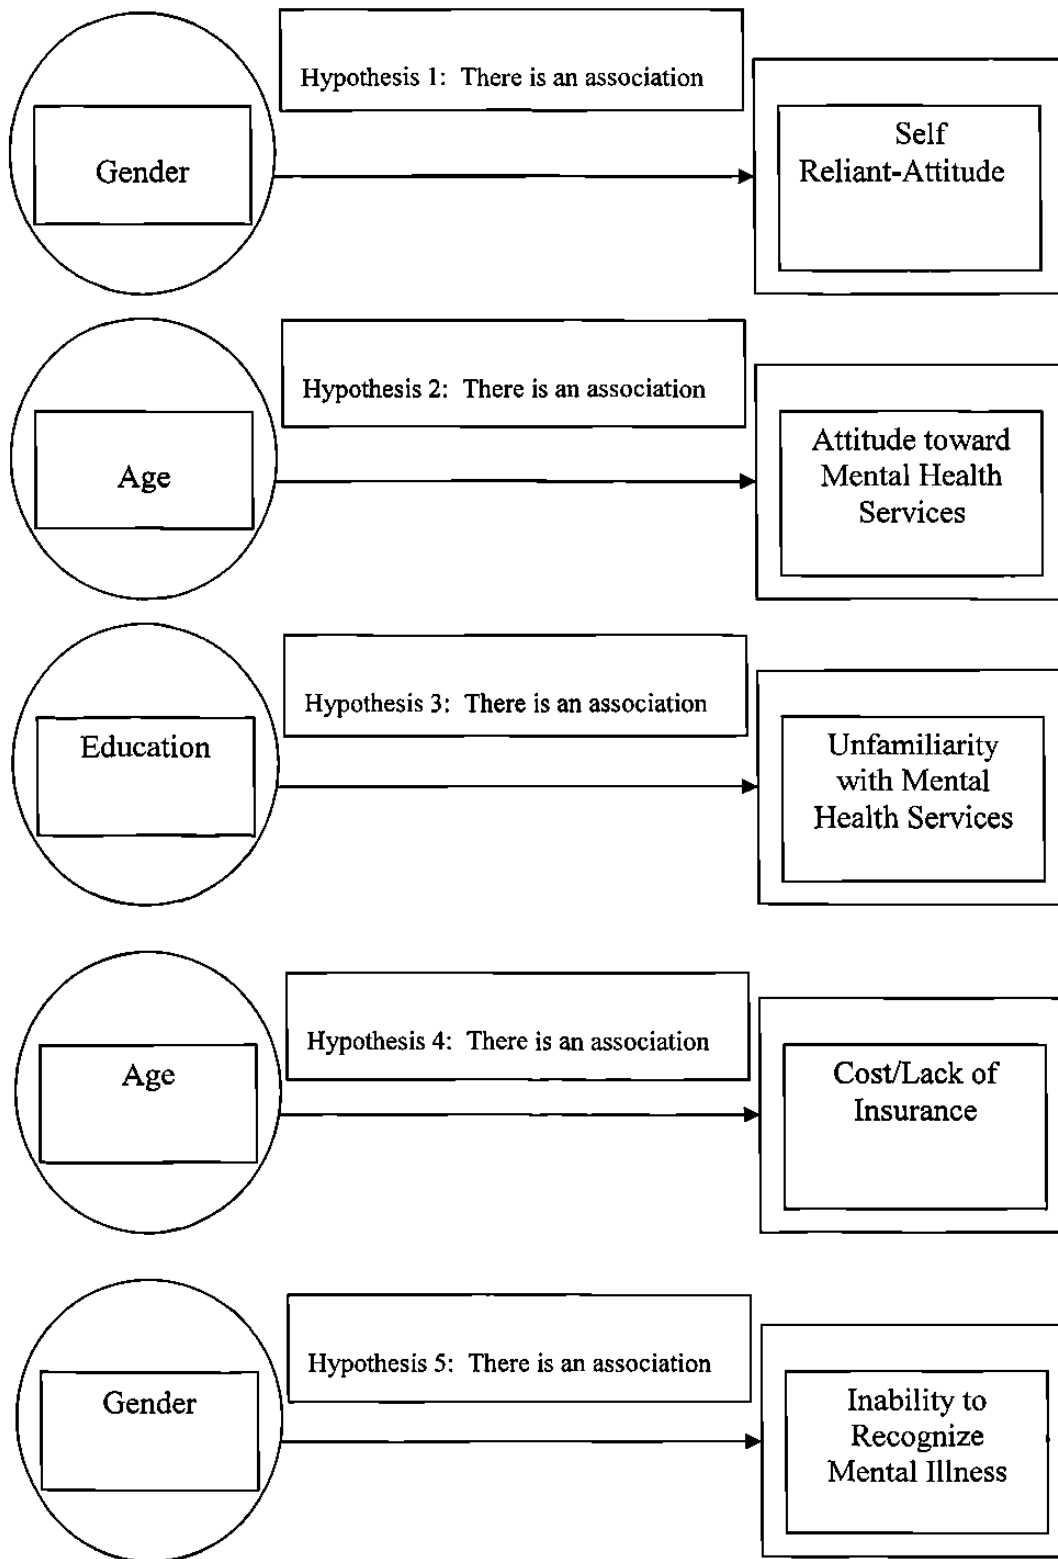 Hypothesis 1: There is an association
Gender
Self
Reliant-Attitude
Hypothesis 2: There is an association
Age
Attitude toward
Mental Health
Services
Hypothesis 3: There is an association
Education
Unfamiliarity
with Mental
Health Services
Hypothesis 4: There is an association
Age
Cost/Lack of
Insurance
Hypothesis 5: There is an association
Gender
Inability to
Recognize
Mental Illness